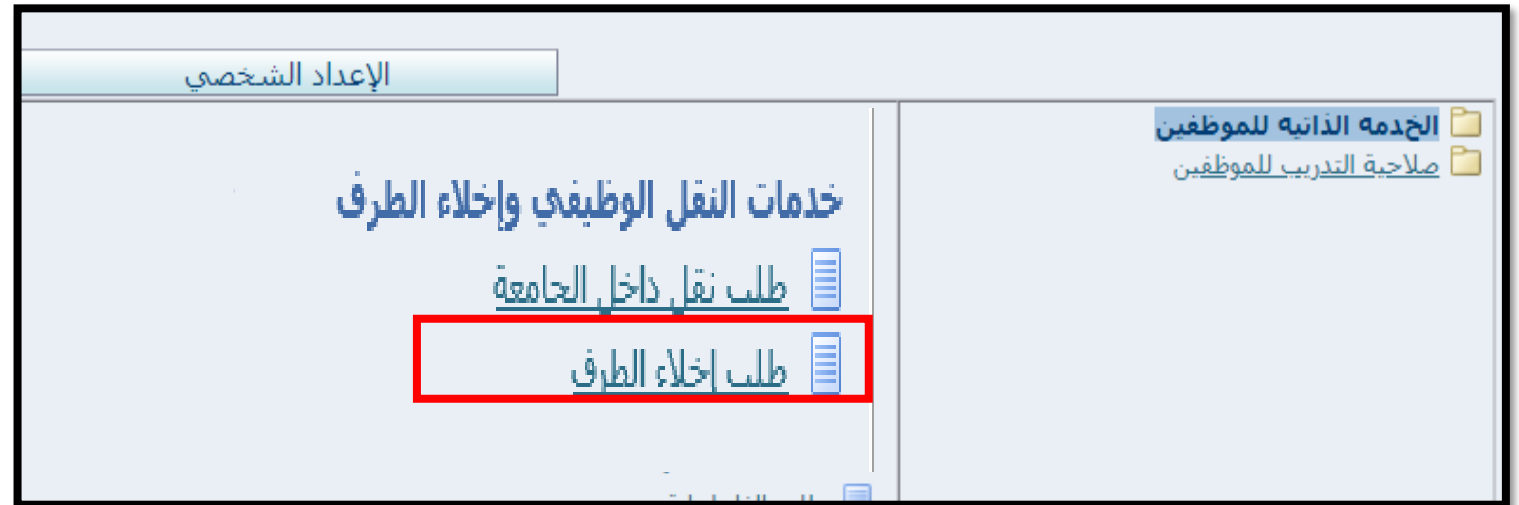 الإعداد الشخصي
الخدمه الذاتيه للموظفين
صلاحية التدريب للموظفين
خدمات النقل الوظيفي وإخلاء الطرف
طلب نقل داخل الجامعة
طلب إخلاء الطرف